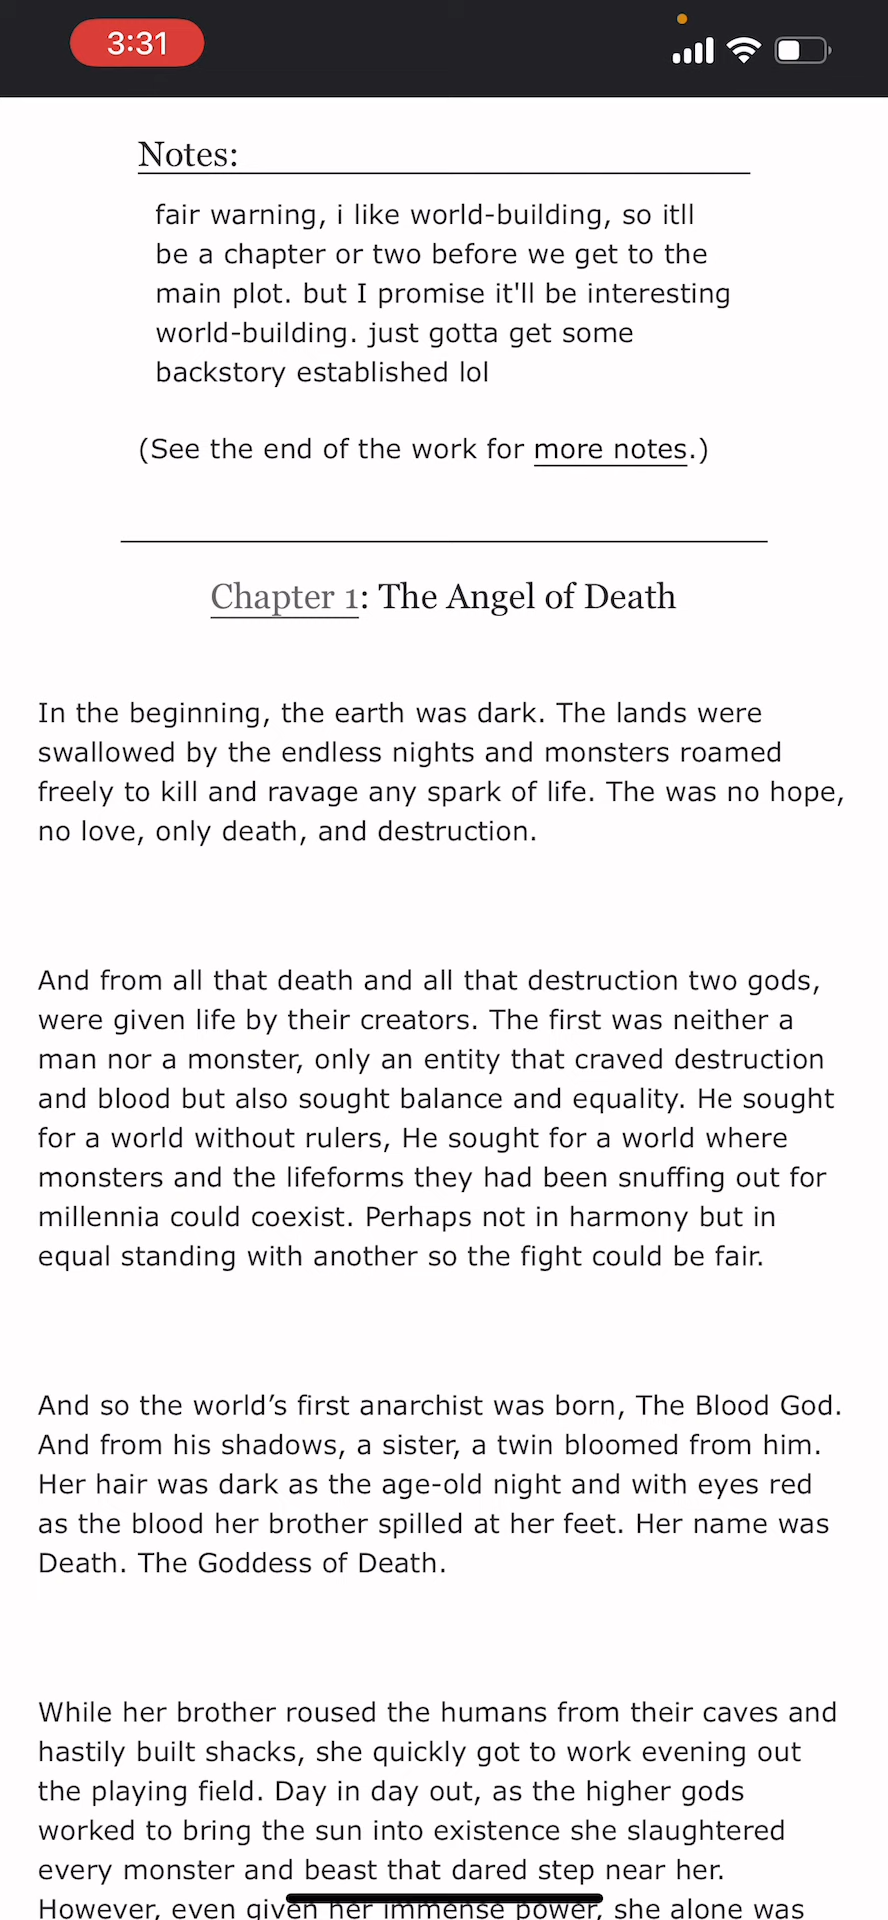 3:31
Notes:
fair warning, i like world-building, so itll
be a chapter or two before we get to the
main plot. but I promise it'll be interesting
world-building. just gotta get some
backstory established lol
(See the end of the work for more notes.)
Chapter 1: The Angel of Death
In the beginning, the earth was dark. The lands were
swallowed by the endless nights and monsters roamed
freely to kill and ravage any spark of life. The was no hope,
no love, only death, and destruction.
And from all that death and all that destruction two gods,
were given life by their creators. The first was neither a
man nor a monster, only an entity that craved destruction
and blood but also sought balance and equality. He sought
for a world without rulers, He sought for a world where
monsters and the lifeforms they had been snuffing out for
millennia could coexist. Perhaps not in harmony but in
equal standing with another so the fight could be fair.
And so the world’s first anarchist was born, The Blood God.
And from his shadows, a sister, a twin bloomed from him.
Her hair was dark as the age-old night and with eyes red
as the blood her brother spilled at her feet. Her name was
Death. The Goddess of Death.
While her brother roused the humans from their caves and
hastily built shacks, she quickly got to work evening out
the playing field. Day in day out, as the higher gods
worked to bring the sun into existence she slaughtered
every monster and beast that dared step near her.
However, even given her immense power, she alone was